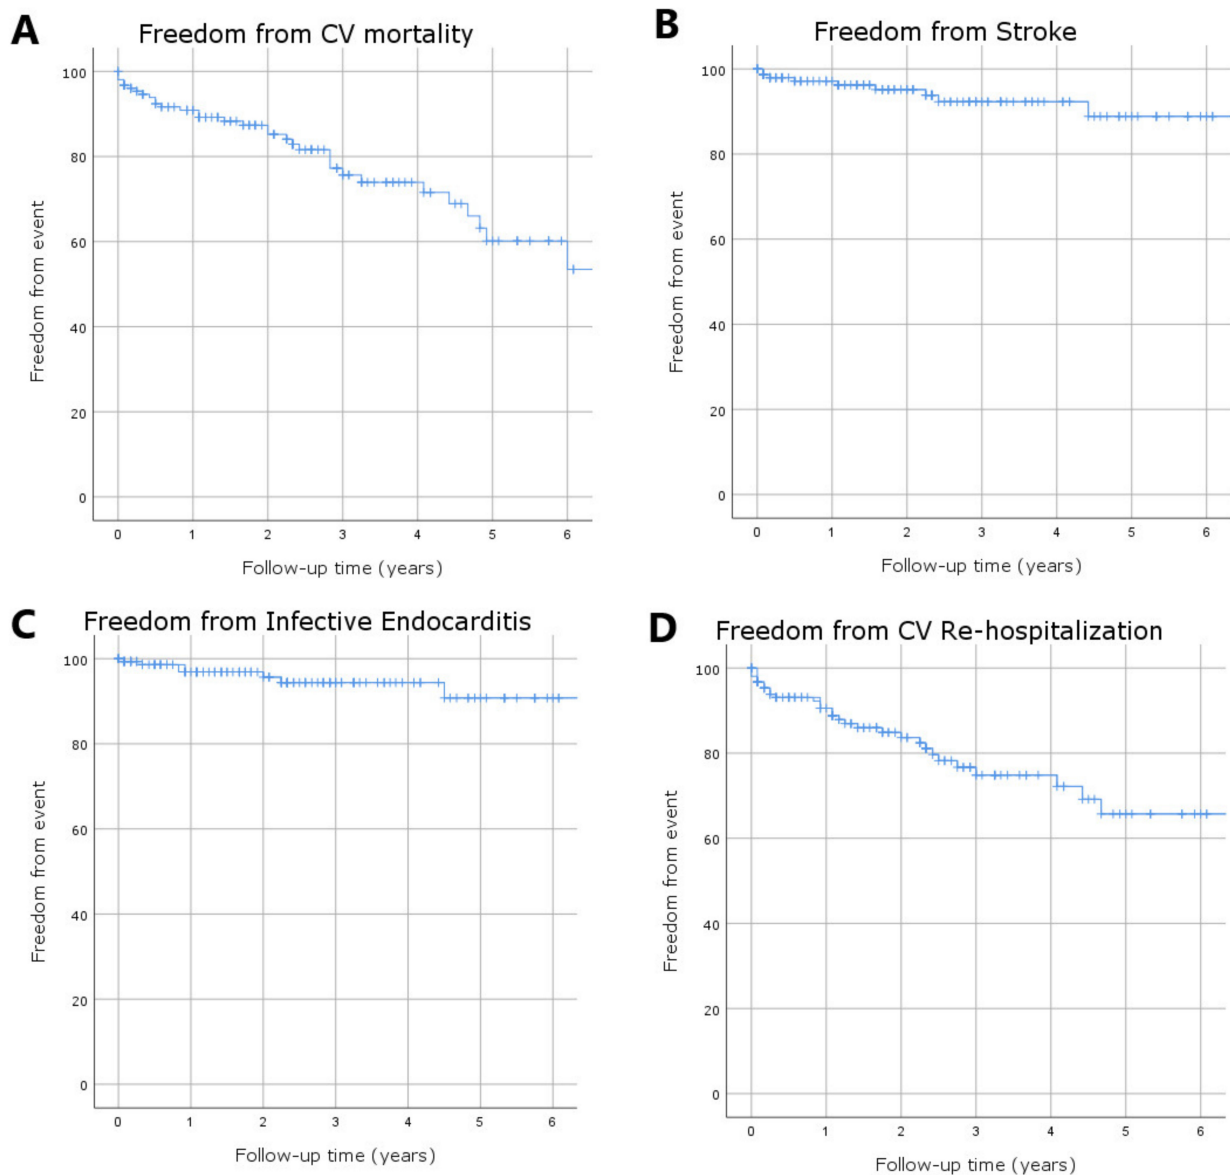 A
Freedom from CV mortality
Freedom from event
100
80
60
40
20
0
0 1 2 3 4 5 6
Follow-up time (years)
B
Freedom from Stroke
Freedom from event
100
80
60
40
20
0
0 1 2 3 4 5 6
Follow-up time (years)
C
Freedom from Infective Endocarditis
Freedom from event
100
80
60
40
20
0
0 1 2 3 4 5 6
Follow-up time (years)
D
Freedom from CV Re-hospitalization
Freedom from event
100
80
60
40
20
0
0 1 2 3 4 5 6
Follow-up time (years)